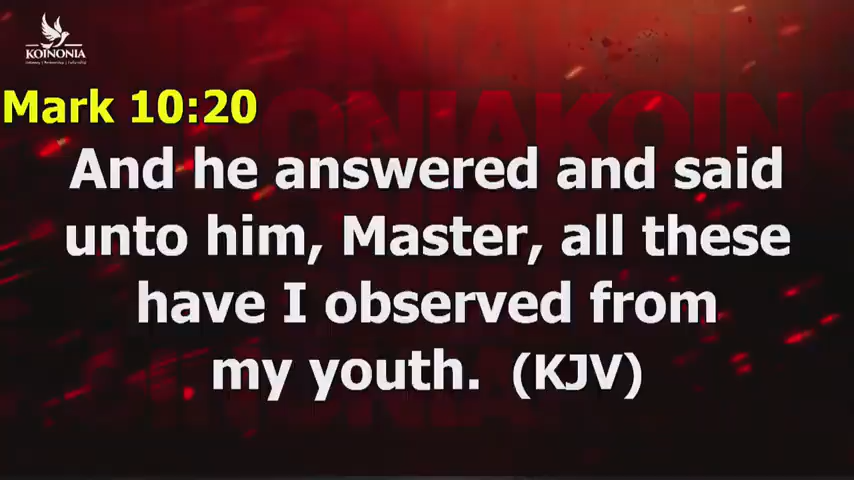 KOINONIA
Mark 10:20
ONIAKOINO
And he answered and said
unto him, Master, all these
have I observed from
my youth. (KJV)